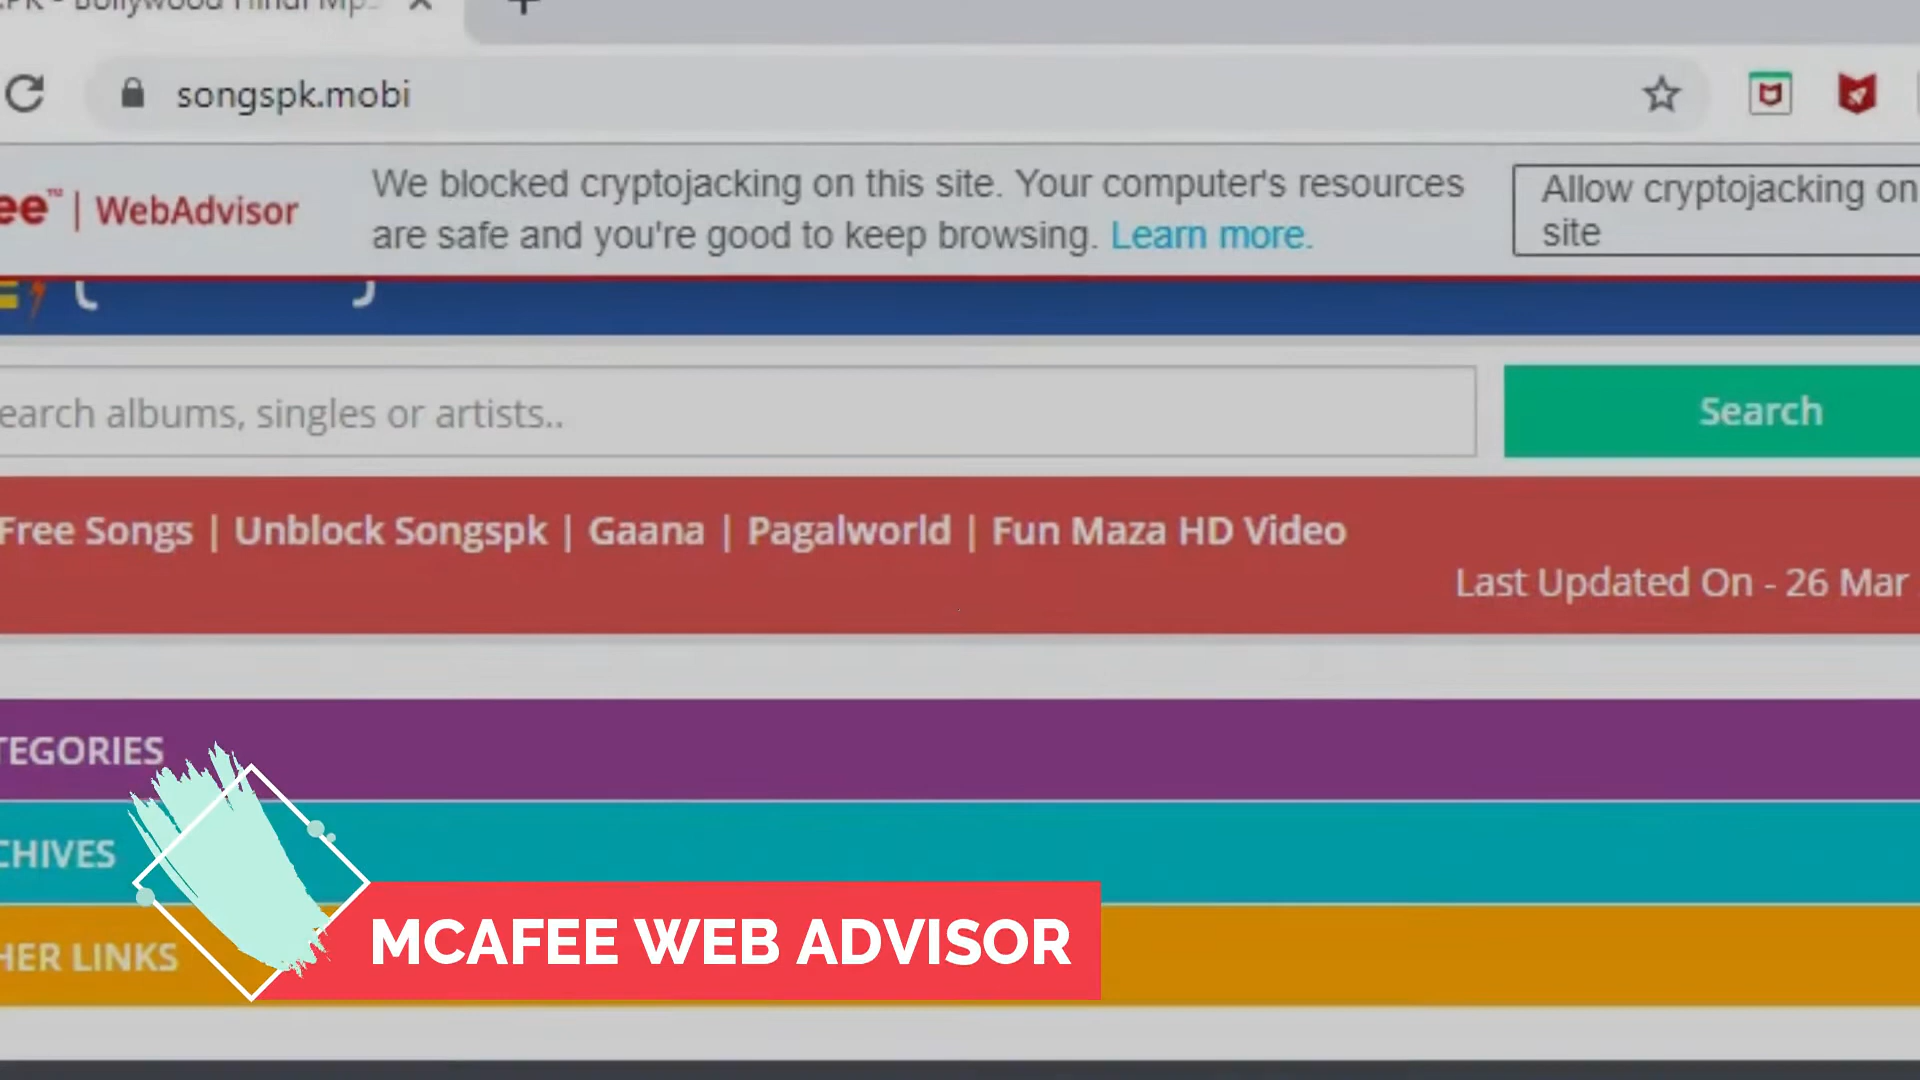 songspk.mobi
ee™ | WebAdvisor
We blocked cryptojacking on this site. Your computer's resources
are safe and you're good to keep browsing. Learn more.
Allow cryptojacking on
site
earch albums, singles or artists..
Search
Free Songs | Unblock Songspk | Gaana | Pagalworld | Fun Maza HD Video
Last Updated On - 26 Mar
TEGORIES
CHIVES
HER LINKS
MCAFEE WEB ADVISOR